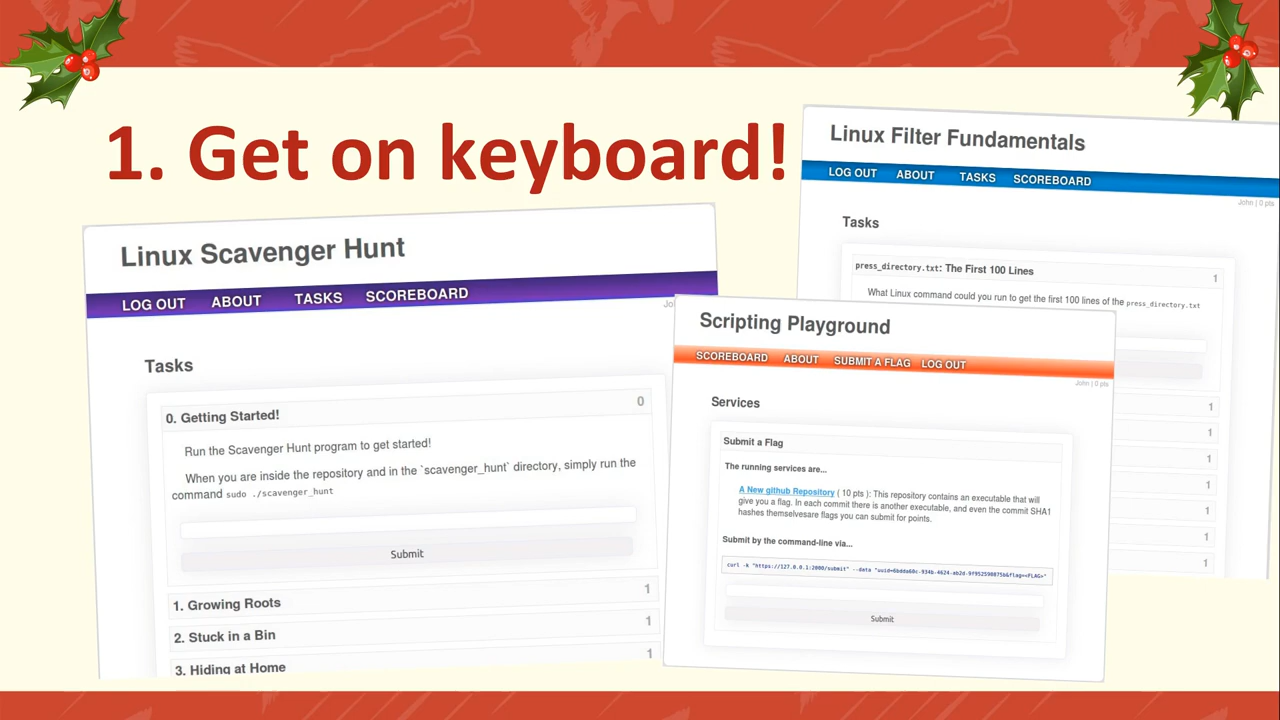 1. Get on keyboard!
Linux Scavenger Hunt
LOG OUT ABOUT TASKS SCOREBOARD
Tasks
0. Getting Started! 0
Run the Scavenger Hunt program to get started!
When you are inside the repository and in the `scavenger_hunt` directory, simply run the
command sudo ./scavenger_hunt
Submit
1. Growing Roots 1
2. Stuck in a Bin 1
3. Hiding at Home 1
Linux Filter Fundamentals
LOG OUT ABOUT TASKS SCOREBOARD
John | 0 pts
Tasks
press_directory.txt: The First 100 Lines 1
What Linux command could you run to get the first 100 lines of the press_directory.txt
1
1
1
1
1
1
1
Scripting Playground
SCOREBOARD ABOUT SUBMIT A FLAG LOG OUT
John | 0 pts
Services
Submit a Flag
The running services are...
A New github Repository ( 10 pts ): This repository contains an executable that will
give you a flag. In each commit there is another executable, and even the commit SHA1
hashes themselvesare flags you can submit for points.
Submit by the command-line via...
Submit